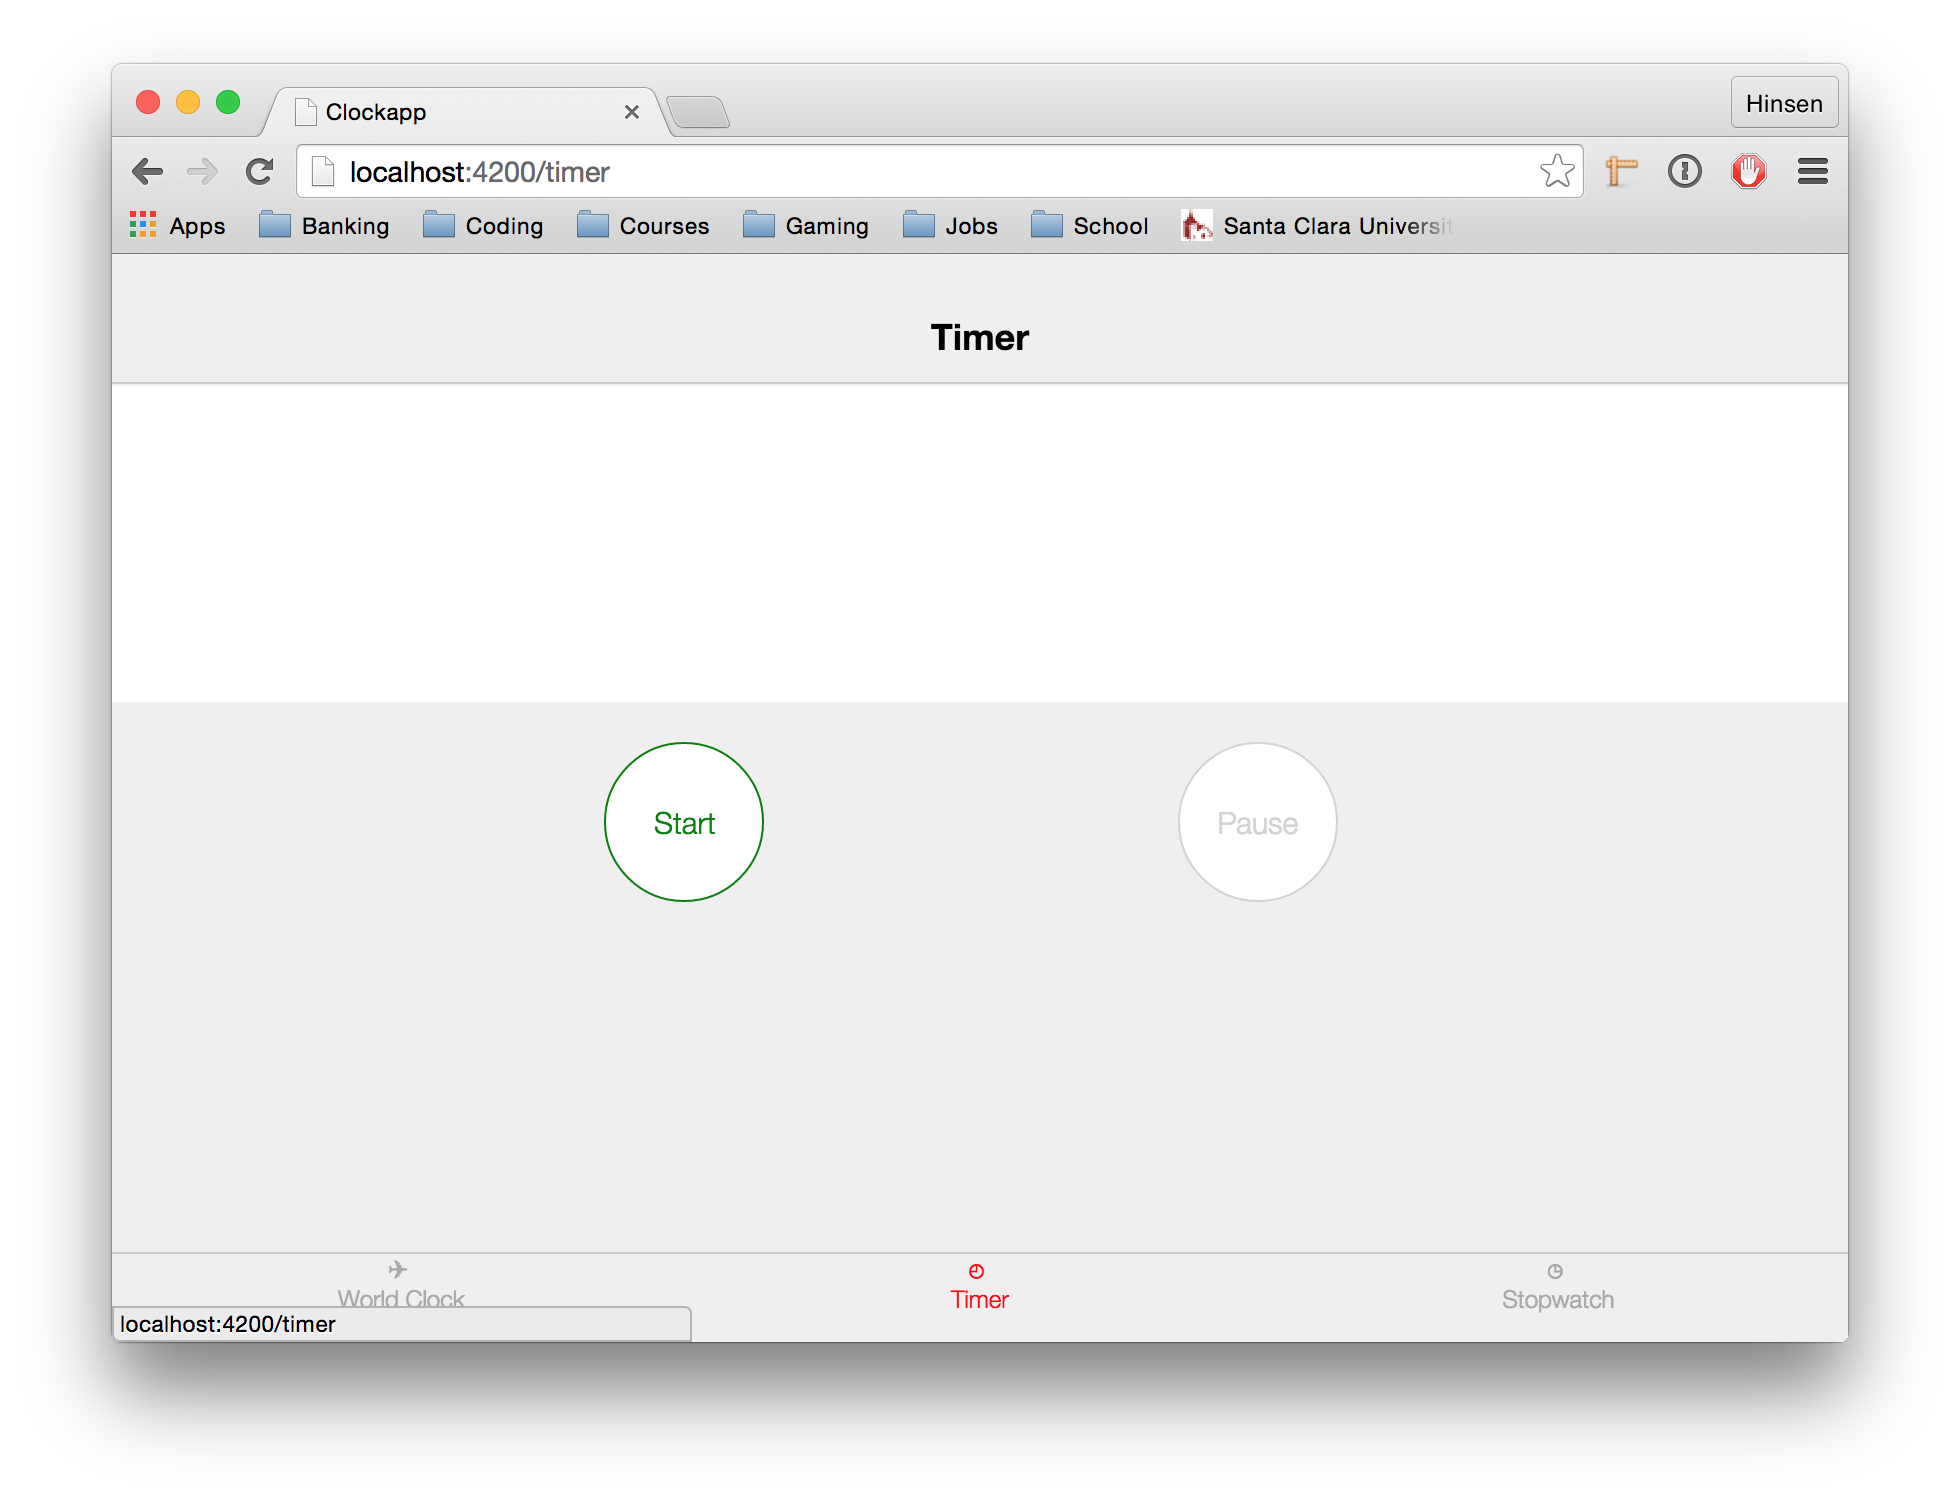 Clockapp
Hinsen
localhost:4200/timer
Apps Banking Coding Courses Gaming Jobs School Santa Clara Universit
Timer
Start Pause
World Clock Timer Stopwatch
localhost:4200/timer